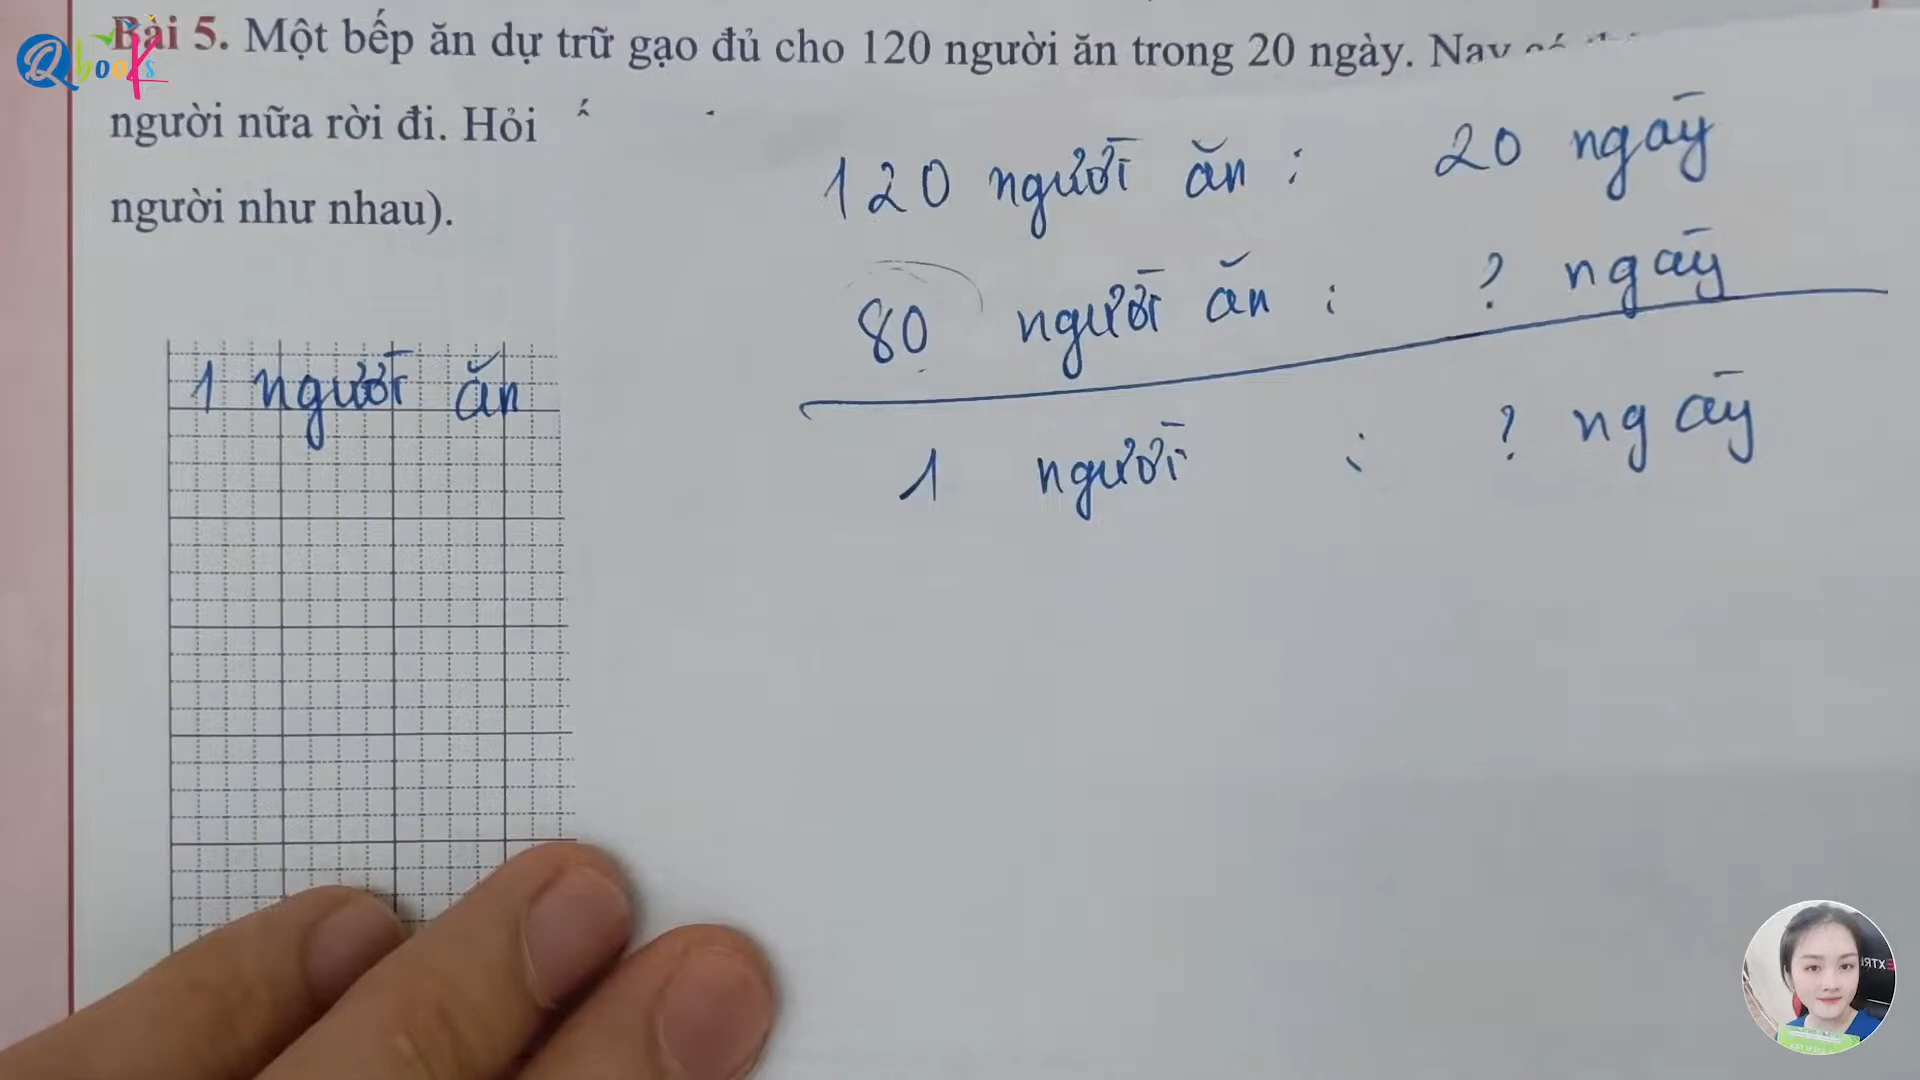 Qbooks
Bài 5. Một bếp ăn dự trữ gạo đủ cho 120 người ăn trong 20 ngày. Nay có
người nữa rời đi. Hỏi
người như nhau).
120 người ăn : 20 ngày
80 người ăn : ? ngày
1 người : ? ngày
1 người ăn